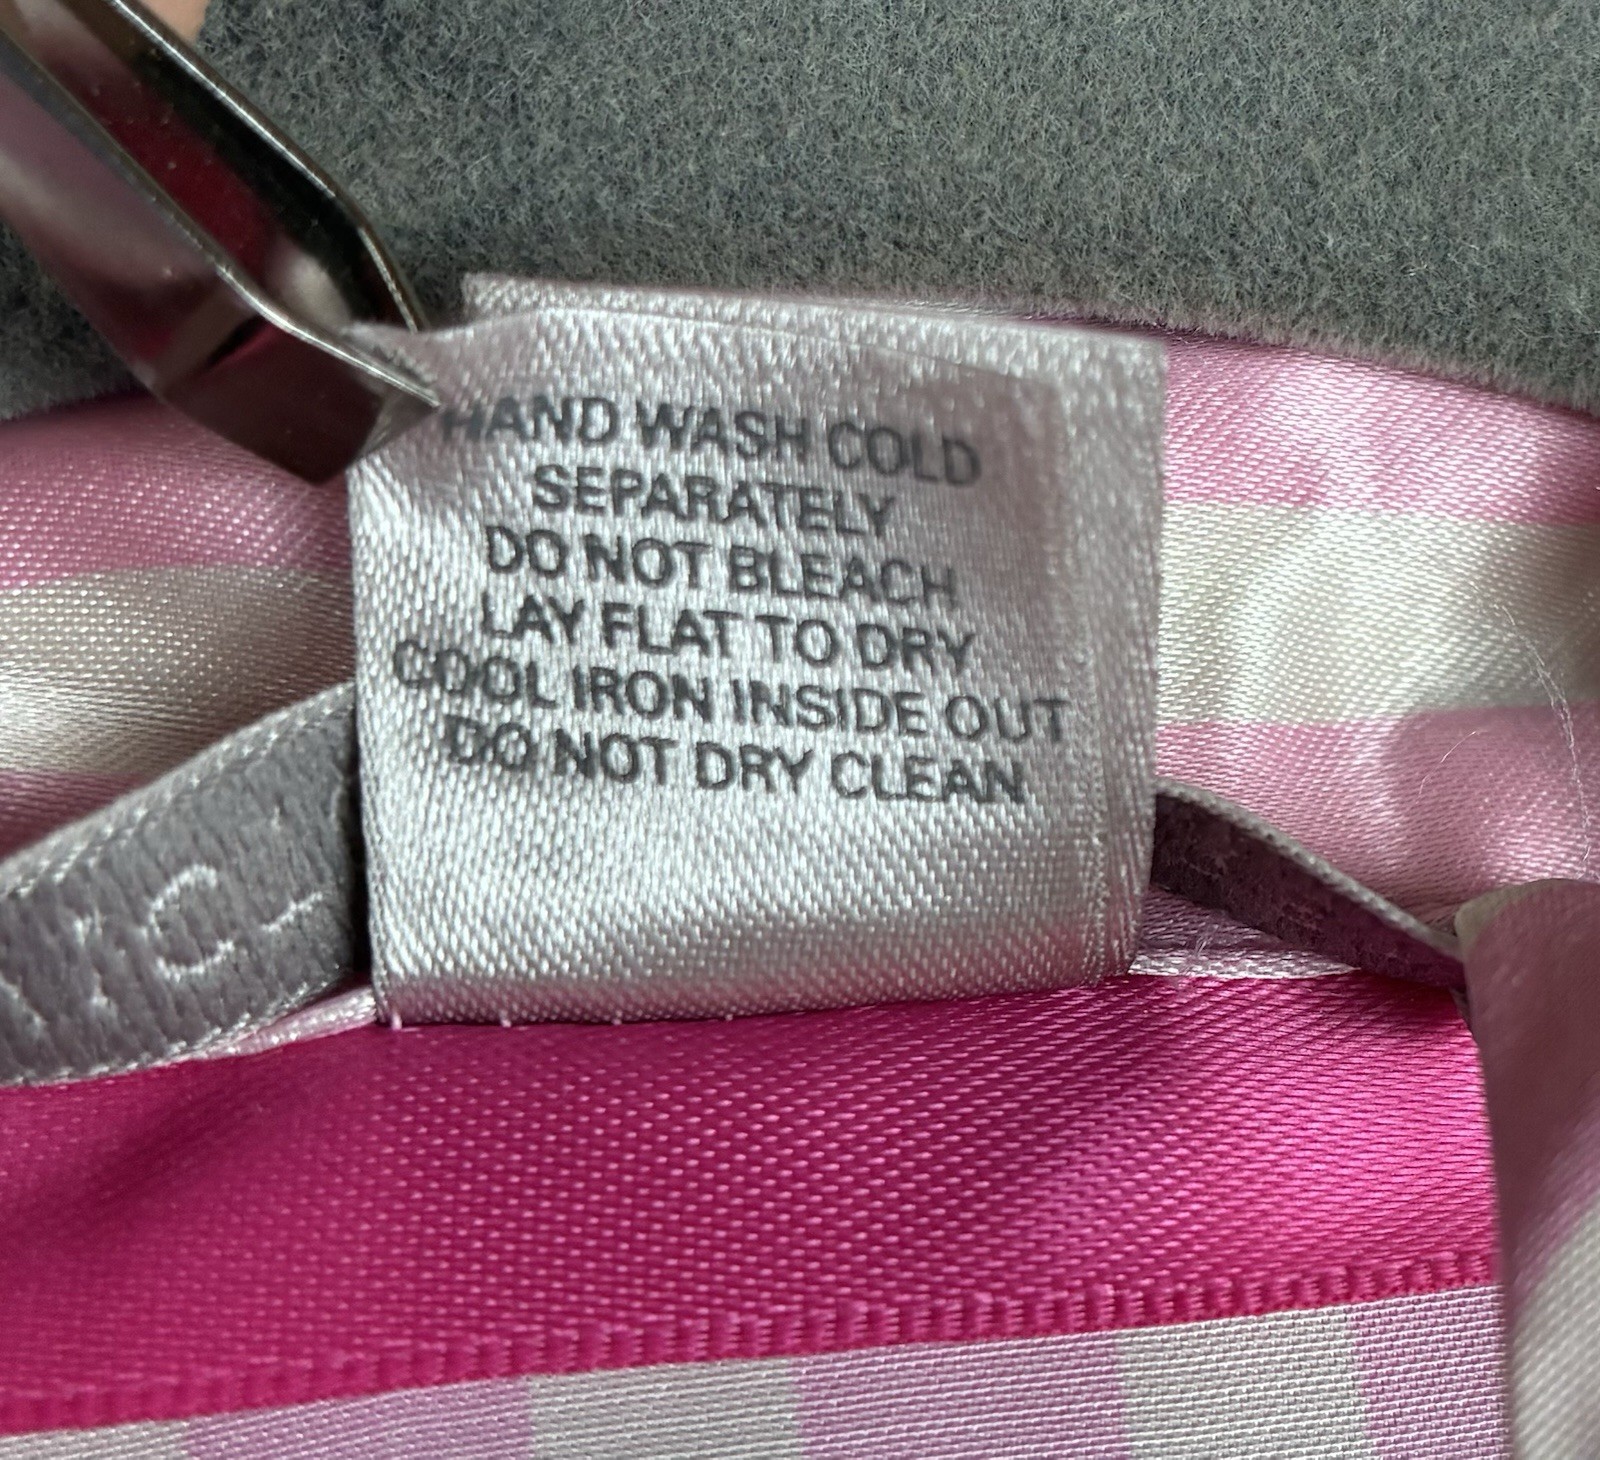 HAND WASH COLD
SEPARATELY
DO NOT BLEACH
LAY FLAT TO DRY
COOL IRON INSIDE OUT
DO NOT DRY CLEAN